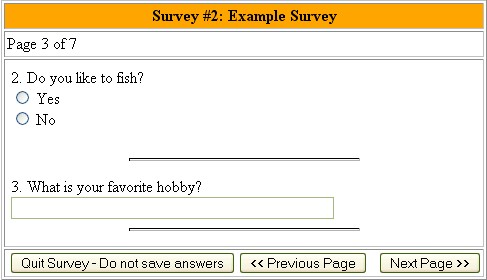 Survey #2: Example Survey
Page 3 of 7
2. Do you like to fish?
Yes
No
3. What is your favorite hobby?
Quit Survey - Do not save answers << Previous Page Next Page >>